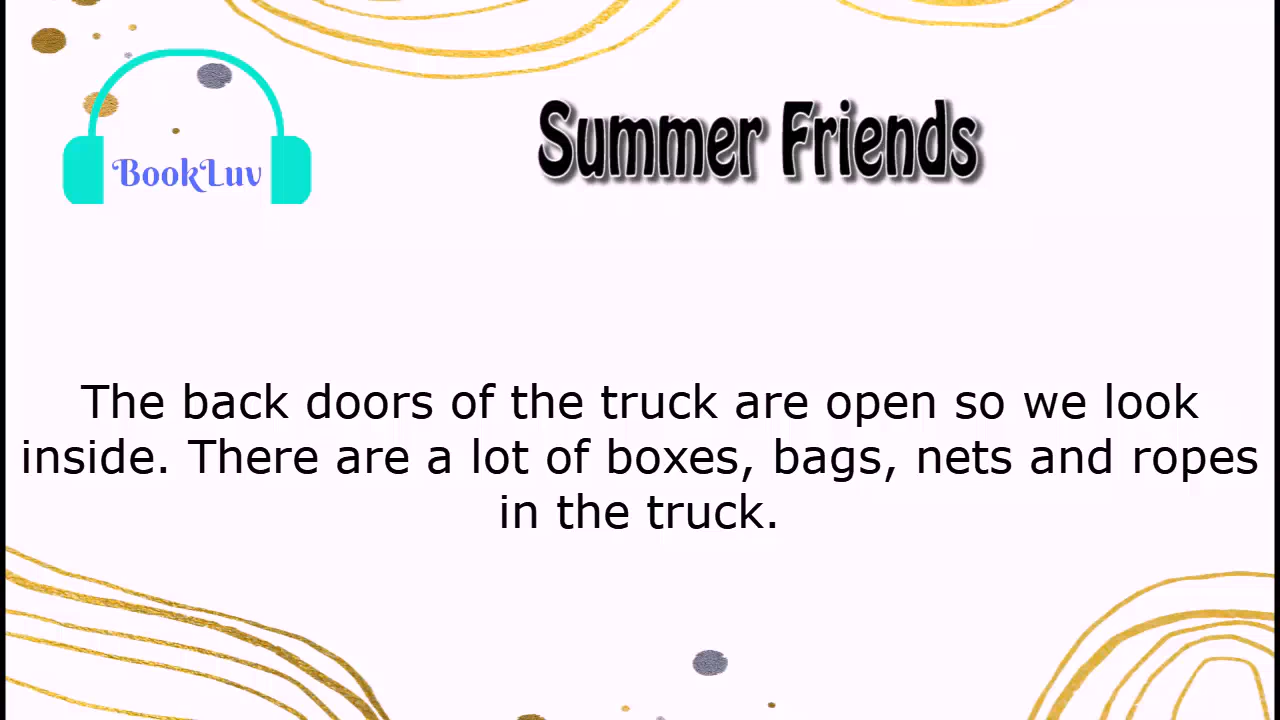 BookLuv
Summer Friends
The back doors of the truck are open so we look
inside. There are a lot of boxes, bags, nets and ropes
in the truck.